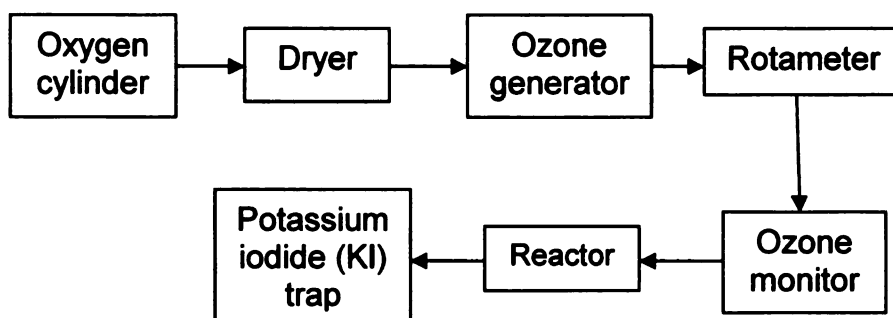 Oxygen
cylinder
Dryer
Ozone
generator
Rotameter
Ozone
monitor
Reactor
Potassium
iodide (KI)
trap